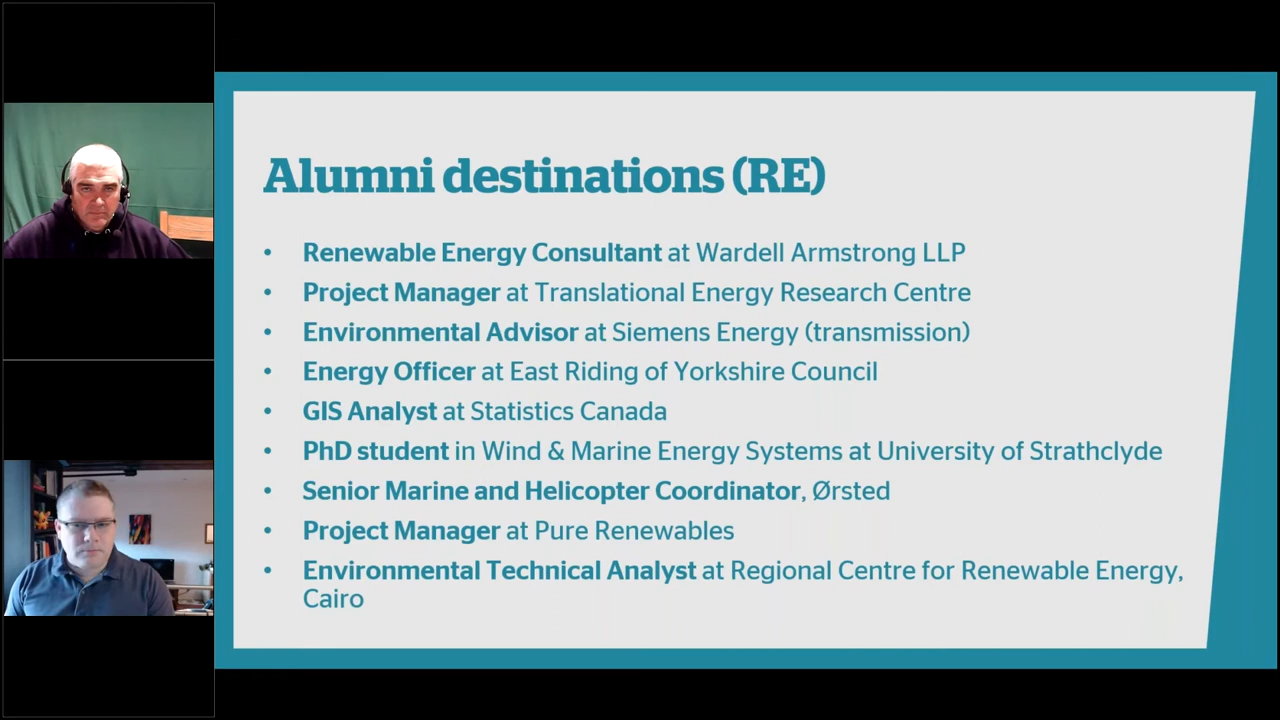 Alumni destinations (RE)
• Renewable Energy Consultant at Wardell Armstrong LLP
• Project Manager at Translational Energy Research Centre
• Environmental Advisor at Siemens Energy (transmission)
• Energy Officer at East Riding of Yorkshire Council
• GIS Analyst at Statistics Canada
• PhD student in Wind & Marine Energy Systems at University of Strathclyde
• Senior Marine and Helicopter Coordinator, Ørsted
• Project Manager at Pure Renewables
• Environmental Technical Analyst at Regional Centre for Renewable Energy,
Cairo